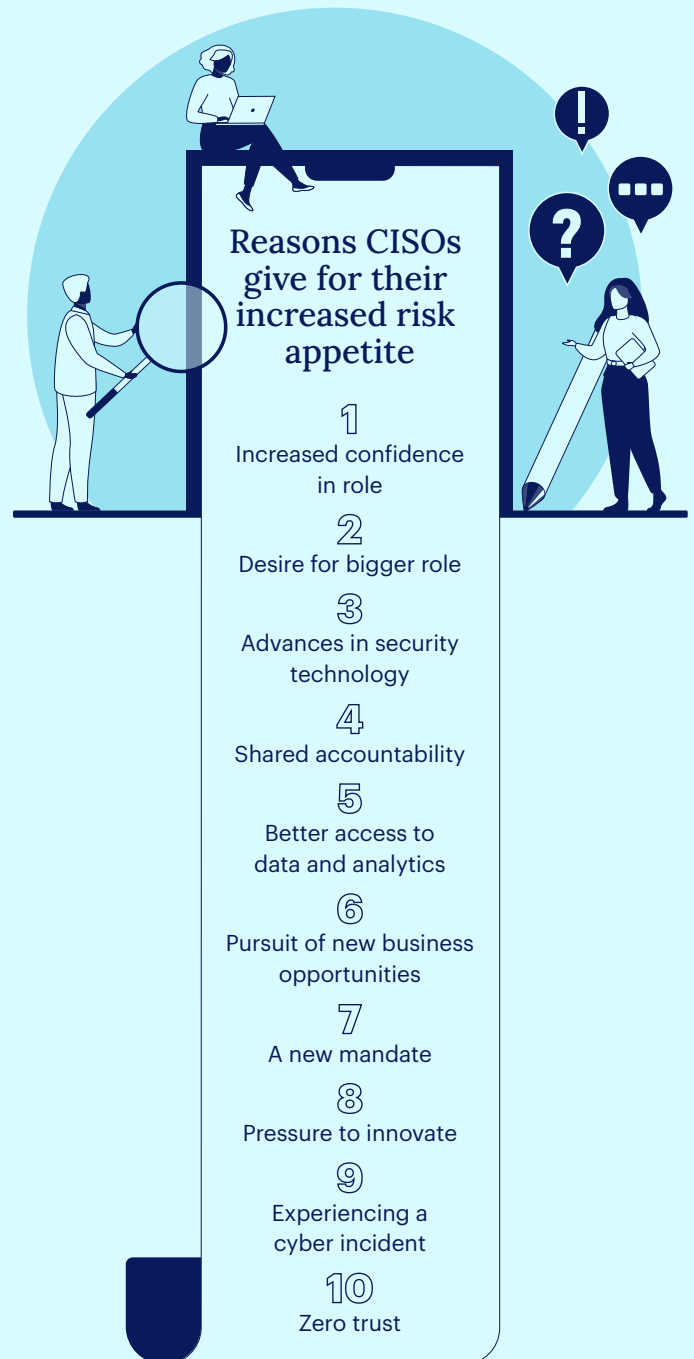 !
...
?
Reasons CISOs
give for their
increased risk
appetite
1
Increased confidence
in role
2
Desire for bigger role
3
Advances in security
technology
4
Shared accountability
5
Better access to
data and analytics
6
Pursuit of new business
opportunities
7
A new mandate
8
Pressure to innovate
9
Experiencing a
cyber incident
10
Zero trust